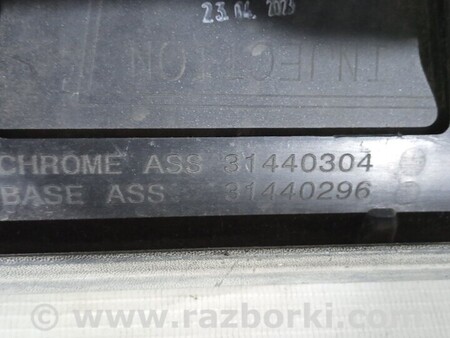 23.06.2023
INJECTION
CHROME ASS 31440304
BASE ASS 31440296
© www.razborki.com